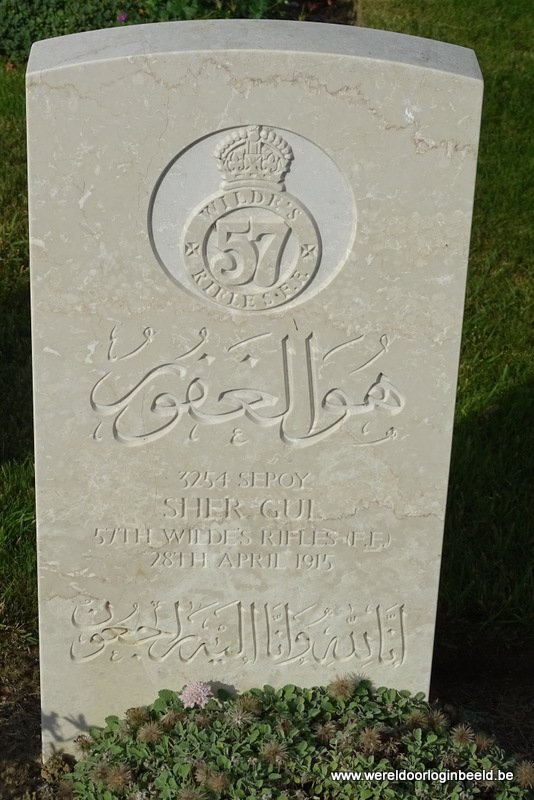 WILDE'S
57
RIFLES·F.F.
هو الغفور
3254 SEPOY
SHER GUL
57TH WILDE'S RIFLES (F.F.)
28TH APRIL 1915
انا لله وانا اليه راجعون
www.wereldoorloginbeeld.be